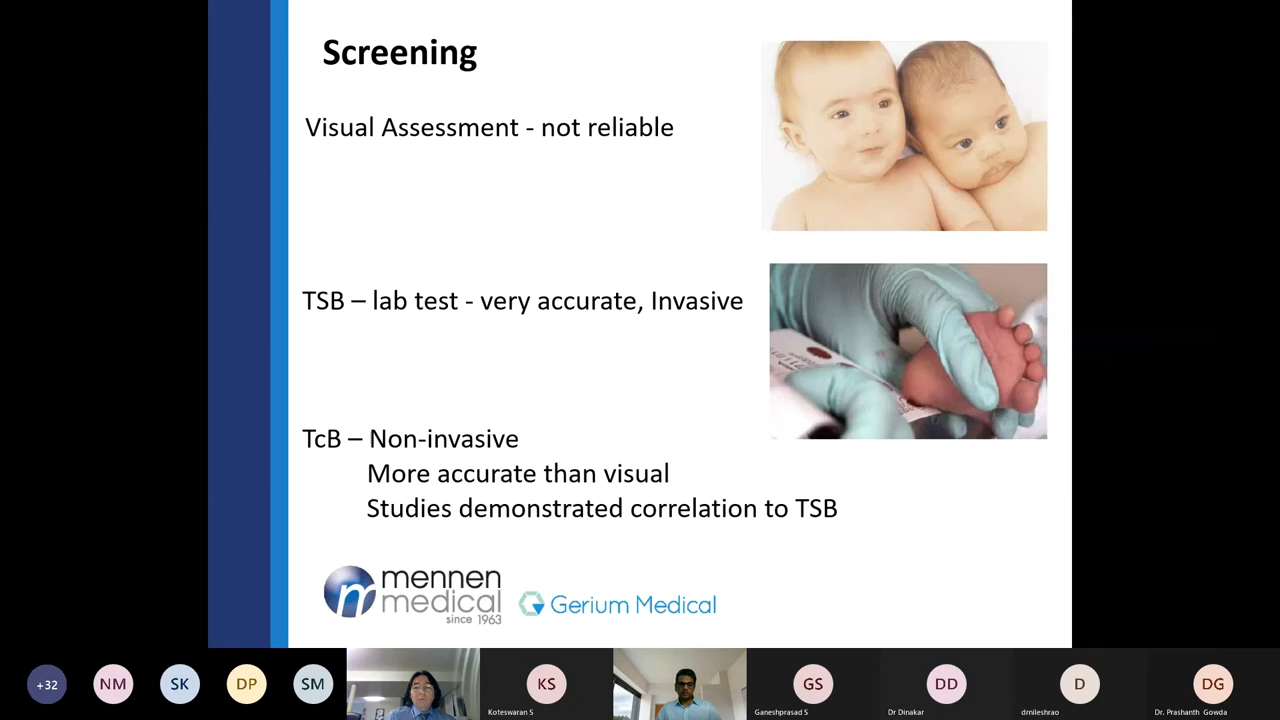 Screening
Visual Assessment - not reliable
TSB – lab test - very accurate, Invasive
TcB – Non-invasive
More accurate than visual
Studies demonstrated correlation to TSB
mennen
medical
since 1963
Gerium Medical
+32
NM
SK
DP
SM
KS
Koteswaran S
GS
Ganeshprasad S
DD
Dr Dinakar
D
drnileshrao
DG
Dr. Prashanth Gowda